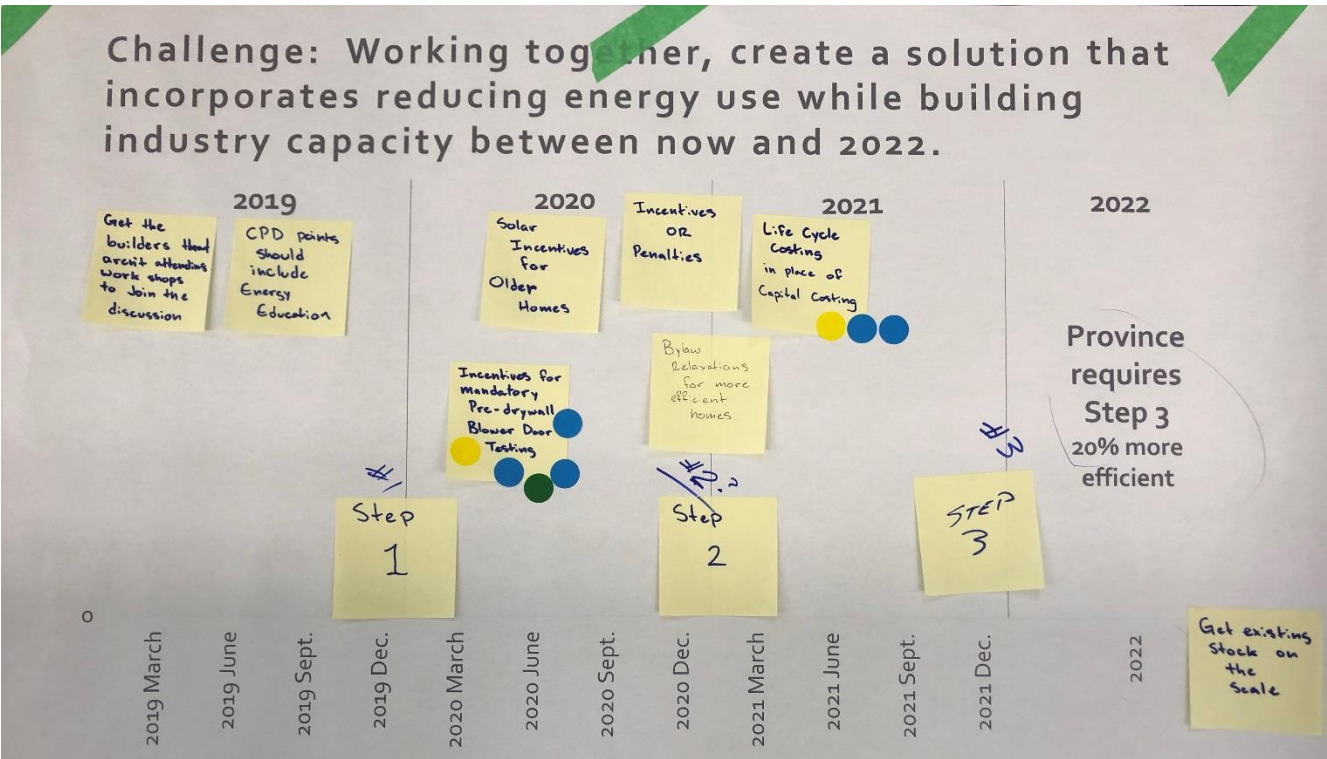 Challenge: Working together, create a solution that
incorporates reducing energy use while building
industry capacity between now and 2022.
2019
2020
2021
2022
Get the
builders that
aren't attending
work shops
to Join the
discussion
CPD points
should
include
Energy
Education
Solar
Incentives
for
Older
Homes
Incentives
OR
Penalties
Life Cycle
Costing
in place of
Capital Costing
Incentives for
mandatory
Pre-drywall
Blower Door
Testing
Bylaw
Relaxations
for more
efficient
homes
Province
requires
Step 3
20% more
efficient
#1
#2?
#3
Step
1
Step
2
STEP
3
0
2019 March
2019 June
2019 Sept.
2019 Dec.
2020 March
2020 June
2020 Sept.
2020 Dec.
2021 March
2021 June
2021 Sept.
2021 Dec.
2022
Get existing
Stock on
the
Scale